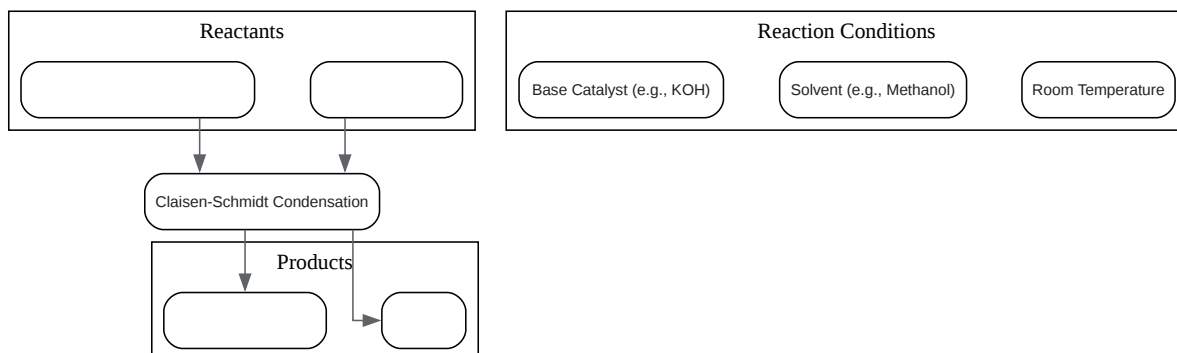 Reactants
Reaction Conditions
Base Catalyst (e.g., KOH)
Solvent (e.g., Methanol)
Room Temperature
Claisen-Schmidt Condensation
Products